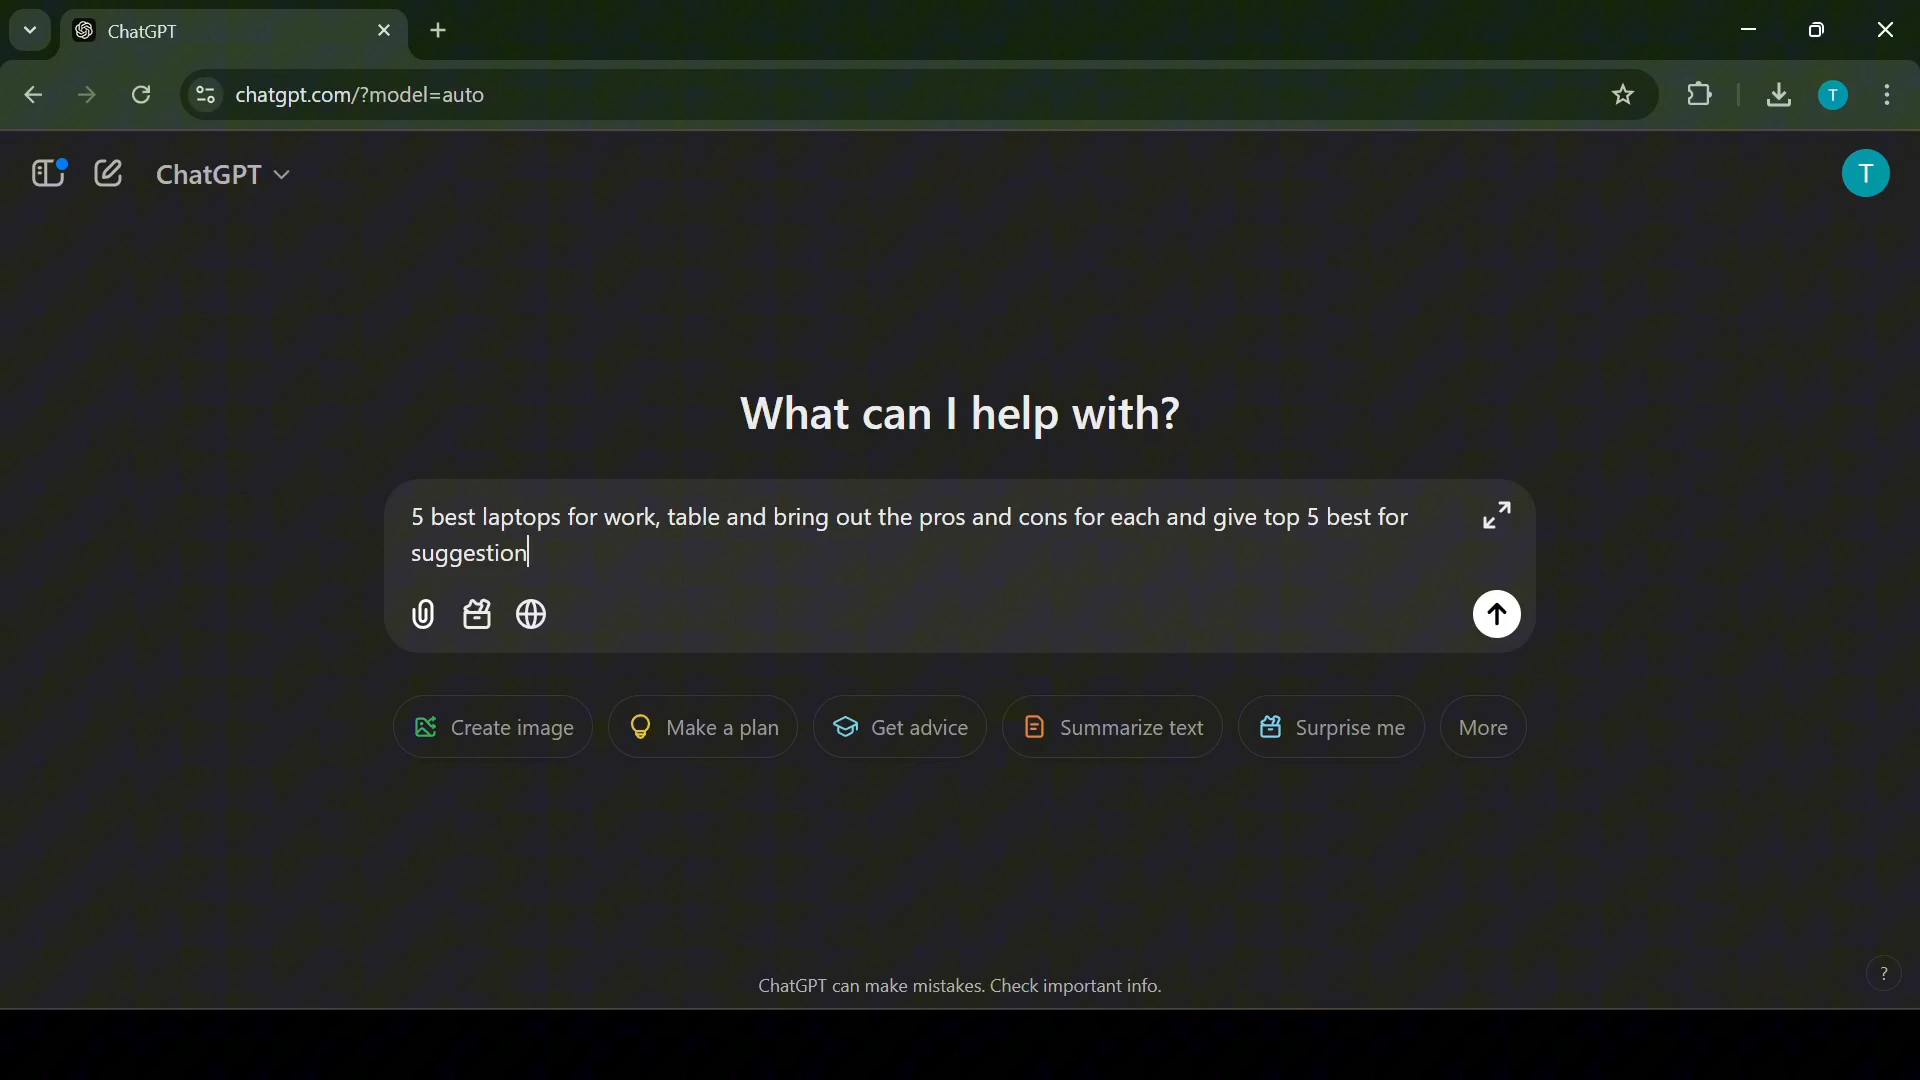 ChatGPT
chatgpt.com/?model=auto
T
ChatGPT
T
What can I help with?
5 best laptops for work, table and bring out the pros and cons for each and give top 5 best for
suggestion
Create image
Make a plan
Get advice
Summarize text
Surprise me
More
ChatGPT can make mistakes. Check important info.
?